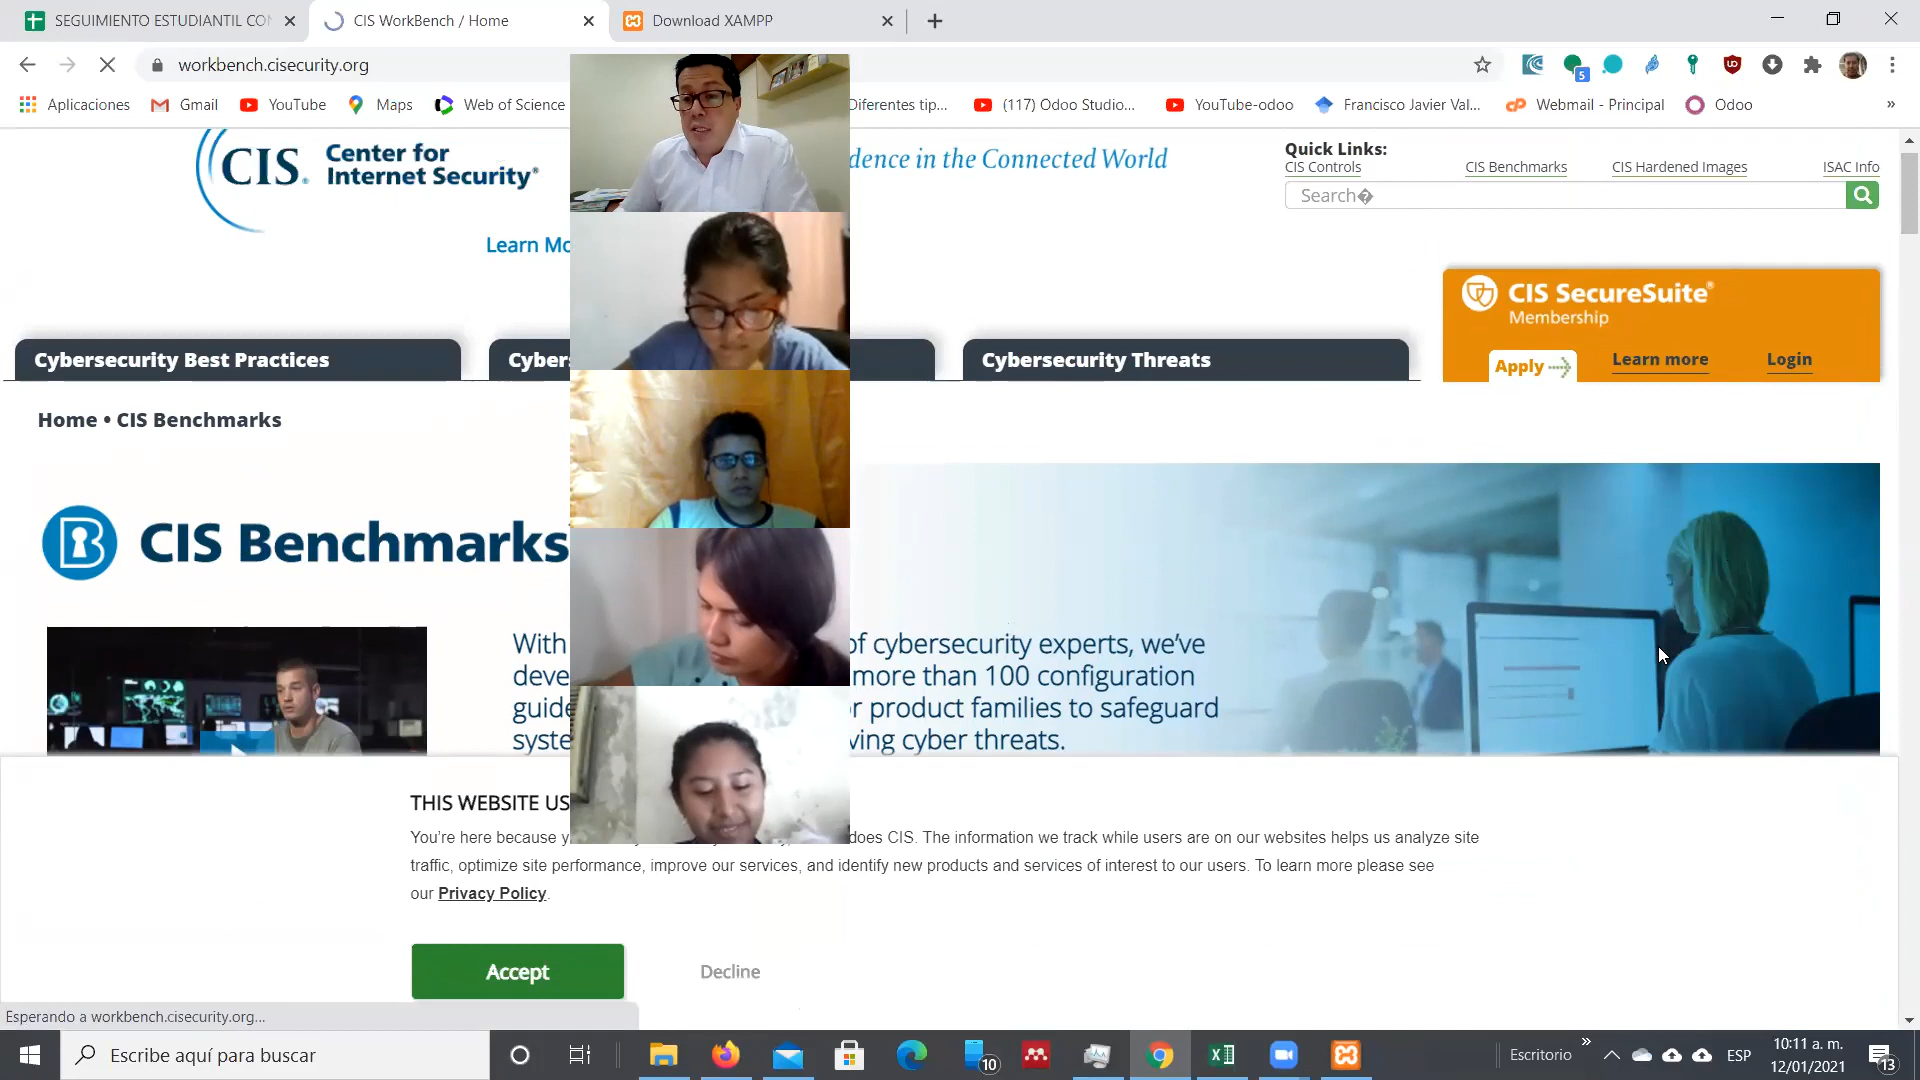 SEGUIMIENTO ESTUDIANTIL CON
CIS WorkBench / Home
Download XAMPP
workbench.cisecurity.org
5
Aplicaciones
Gmail
YouTube
Maps
Web of Science
Diferentes tip...
(117) Odoo Studio...
YouTube-odoo
Francisco Javier Val...
Webmail - Principal
Odoo
»
CIS.
Center for
Internet Security®
dence in the Connected World
Quick Links:
CIS Controls
CIS Benchmarks
CIS Hardened Images
ISAC Info
Search�
Learn Mo
CIS SecureSuite®
Membership
Apply
Learn more
Login
Cybersecurity Best Practices
Cyber
Cybersecurity Threats
Home • CIS Benchmarks
CIS Benchmarks
With of cybersecurity experts, we've
deve more than 100 configuration
guide r product families to safeguard
syste ving cyber threats.
THIS WEBSITE US
You're here because y does CIS. The information we track while users are on our websites helps us analyze site
traffic, optimize site performance, improve our services, and identify new products and services of interest to our users. To learn more please see
our Privacy Policy.
Accept
Decline
Esperando a workbench.cisecurity.org...
Escribe aquí para buscar
10
Escritorio
»
ESP
10:11 a. m.
12/01/2021
13